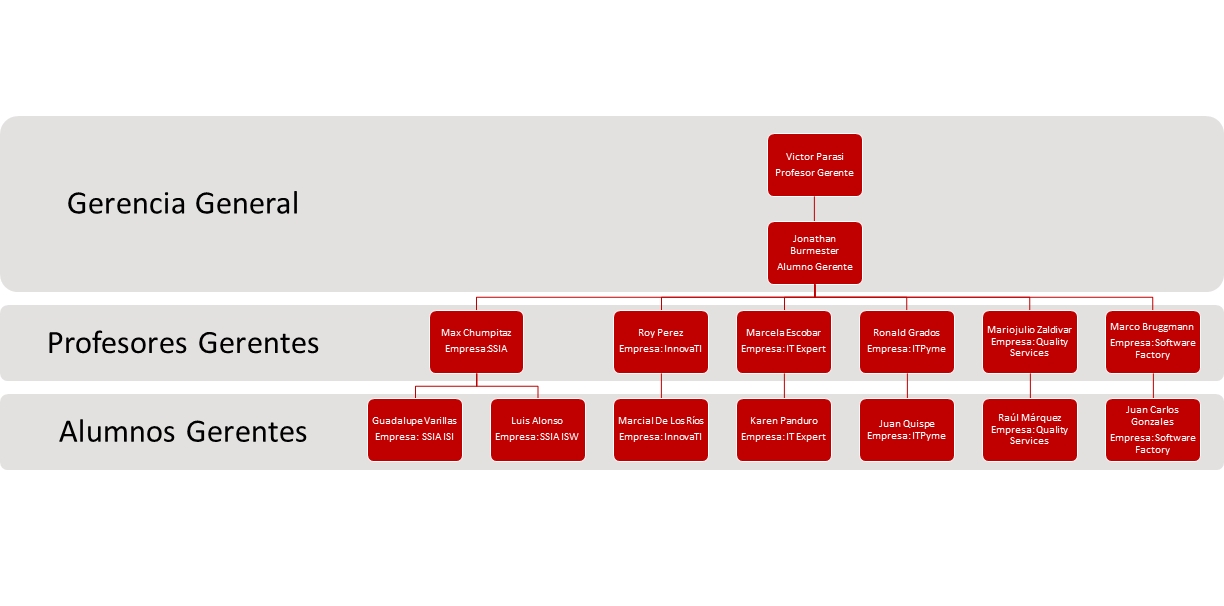 Gerencia General
Victor Parasi
Profesor Gerente
Jonathan
Burmester
Alumno Gerente
Profesores Gerentes
Max Chumpitaz
Empresa:SSIA
Roy Perez
Empresa: InnovaTI
Marcela Escobar
Empresa: IT Expert
Ronald Grados
Empresa: ITPyme
Mariojulio Zaldivar
Empresa: Quality
Services
Marco Bruggmann
Empresa: Software
Factory
Alumnos Gerentes
Guadalupe Varillas
Empresa: SSIA ISI
Luis Alonso
Empresa: SSIA ISW
Marcial De Los Ríos
Empresa: InnovaTI
Karen Panduro
Empresa: IT Expert
Juan Quispe
Empresa: ITPyme
Raúl Márquez
Empresa: Quality
Services
Juan Carlos
Gonzales
Empresa: Software
Factory